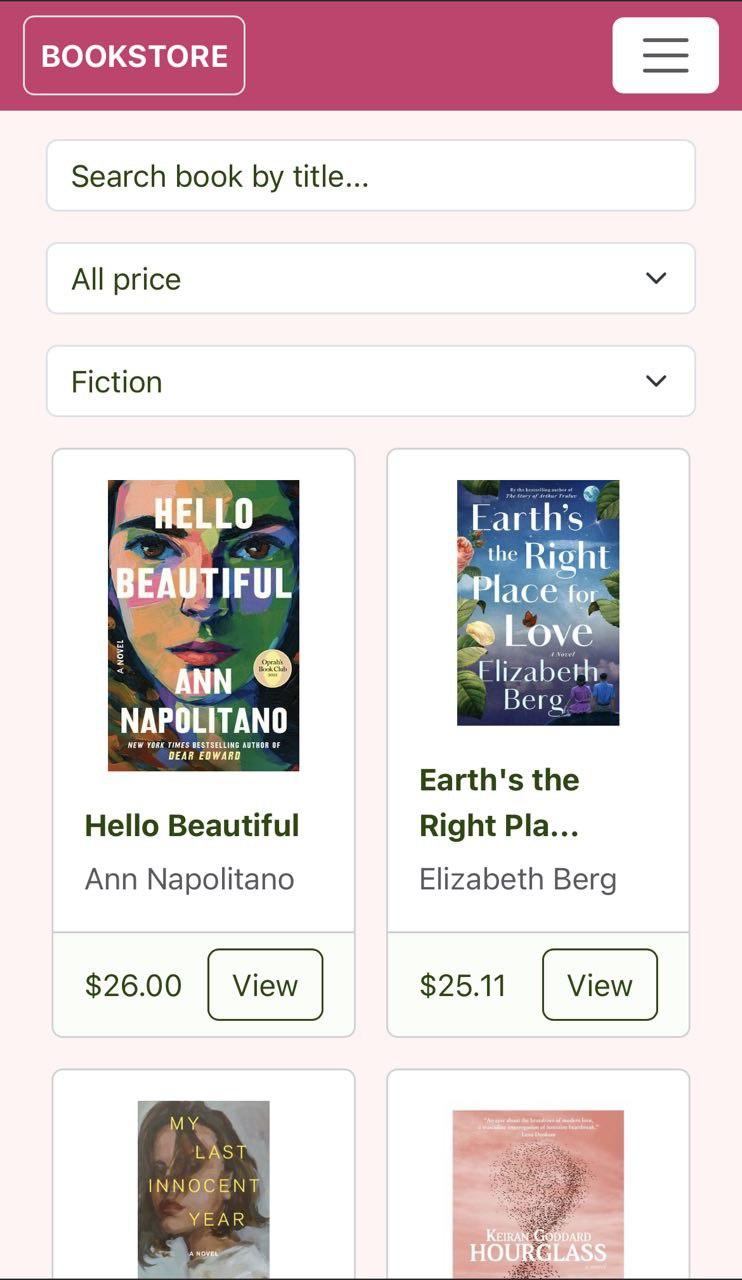 BOOKSTORE
Search book by title...
All price
Fiction
HELLO
BEAUTIFUL
A NOVEL
Oprah's
Book Club
2023
ANN
NAPOLITANO
NEW YORK TIMES BESTSELLING AUTHOR OF
DEAR EDWARD
Hello Beautiful
Ann Napolitano
$26.00
View
By the bestselling author of
The Story of Arthur Truluv
Earth's
the Right
Place for
Love
A Novel
Elizabeth
Berg
Earth's the
Right Pla...
Elizabeth Berg
$25.11
View
MY
LAST
INNOCENT
YEAR
A NOVEL
KEIRAN GODDARD
HOURGLASS
a novel